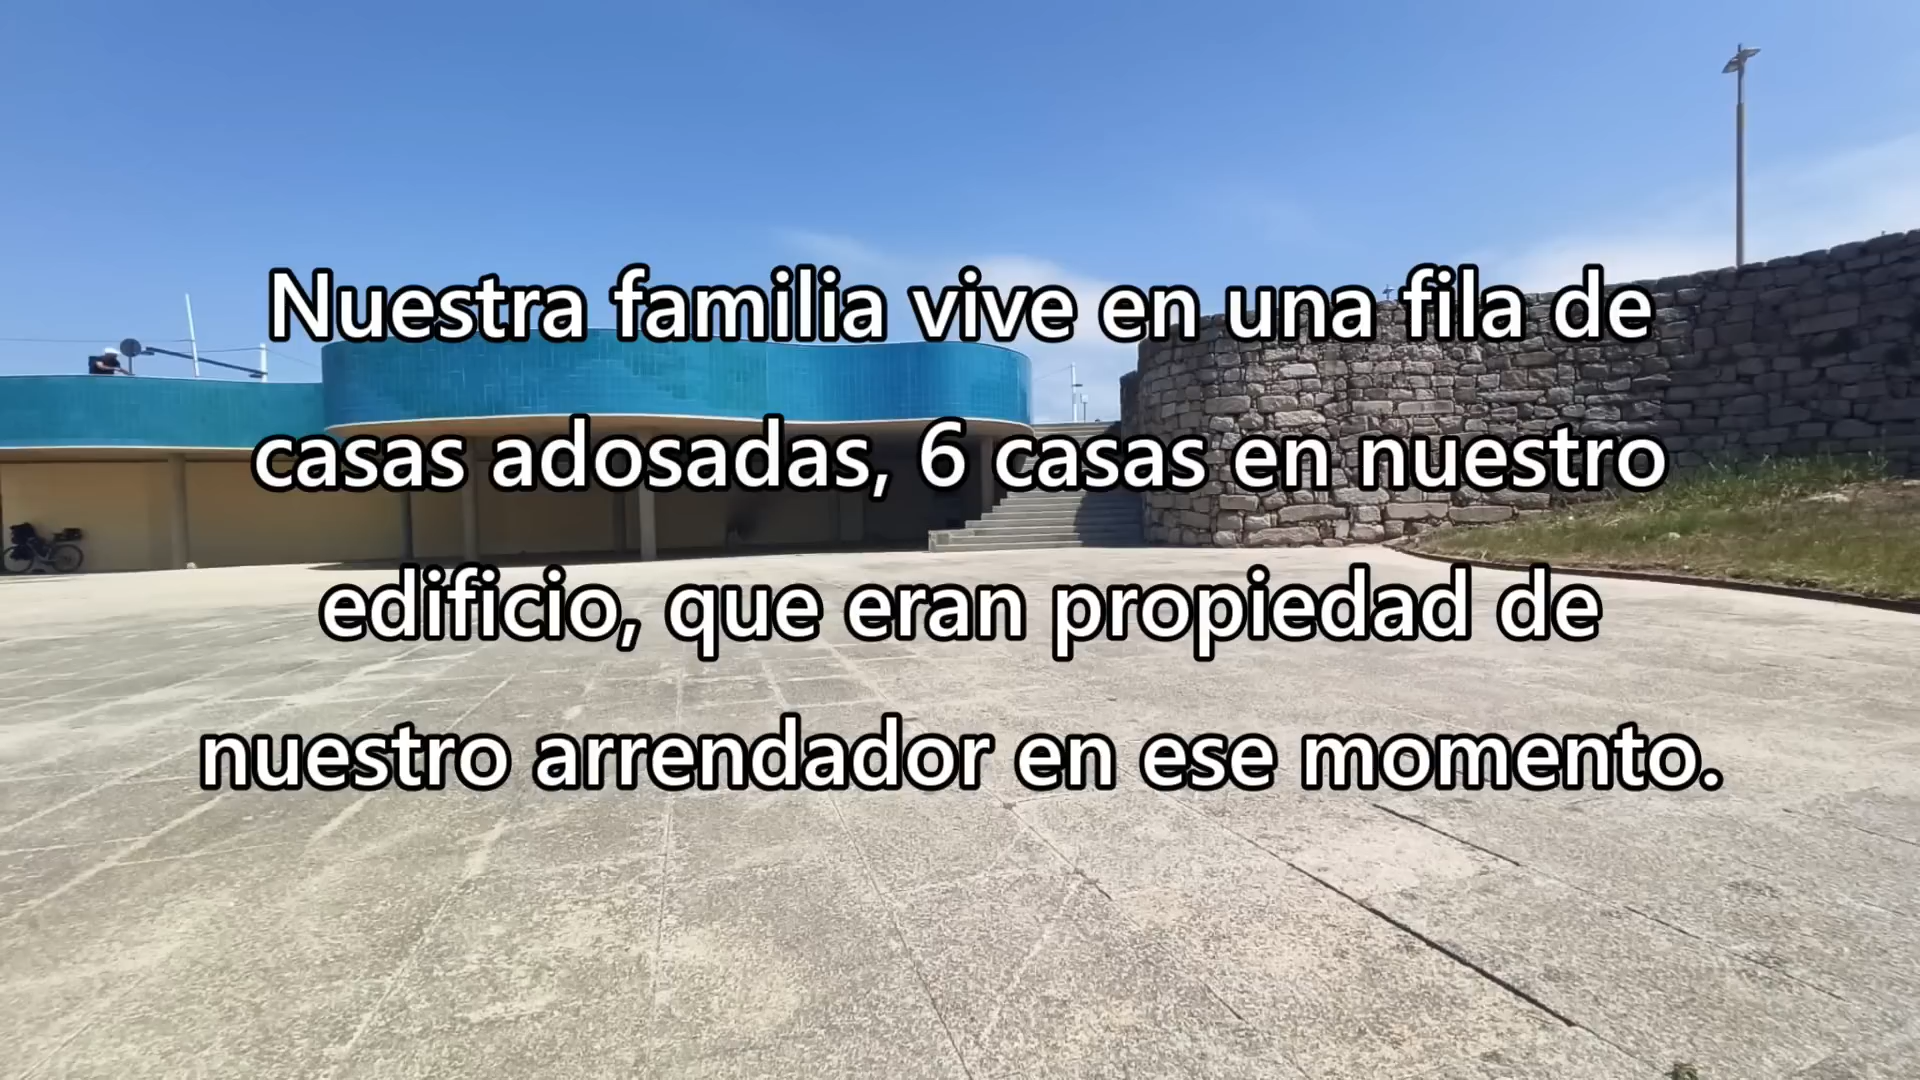 Nuestra familia vive en una fila de
casas adosadas, 6 casas en nuestro
edificio, que eran propiedad de
nuestro arrendador en ese momento.